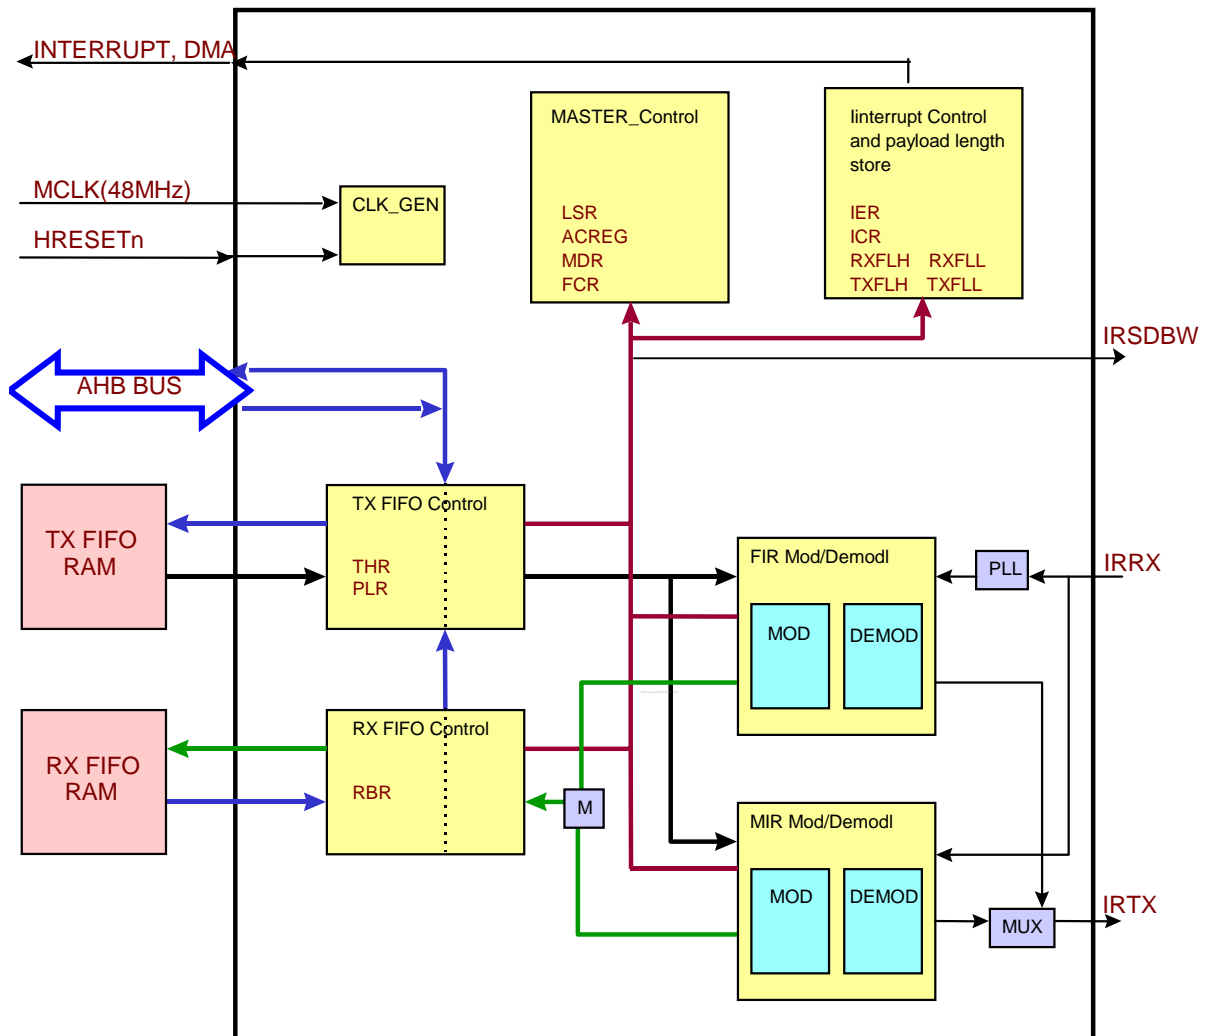 INTERRUPT, DMA
MASTER_Control
LSR
ACREG
MDR
FCR
Iinterrupt Control
and payload length
store
IER
ICR
RXFLH RXFLL
TXFLH TXFLL
MCLK(48MHz)
HRESETn
CLK_GEN
IRSDBW
AHB BUS
TX FIFO
RAM
TX FIFO Control
THR
PLR
FIR Mod/Demodl
MOD
DEMOD
PLL
IRRX
RX FIFO
RAM
RX FIFO Control
RBR
M
MIR Mod/Demodl
MOD
DEMOD
MUX
IRTX